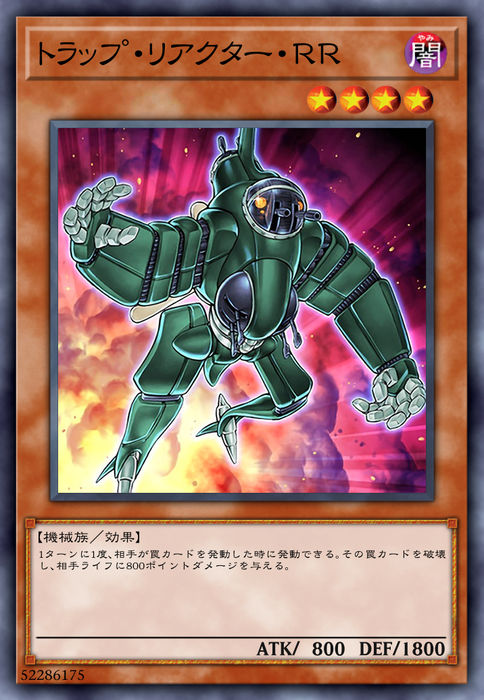 トラップ・リアクター・RR
やみ
闇
【機械族／効果】
1ターンに1度、相手が罠カードを発動した時に発動できる。その罠カードを破壊
し、相手ライフに800ポイントダメージを与える。
ATK/ 800 DEF/1800
52286175